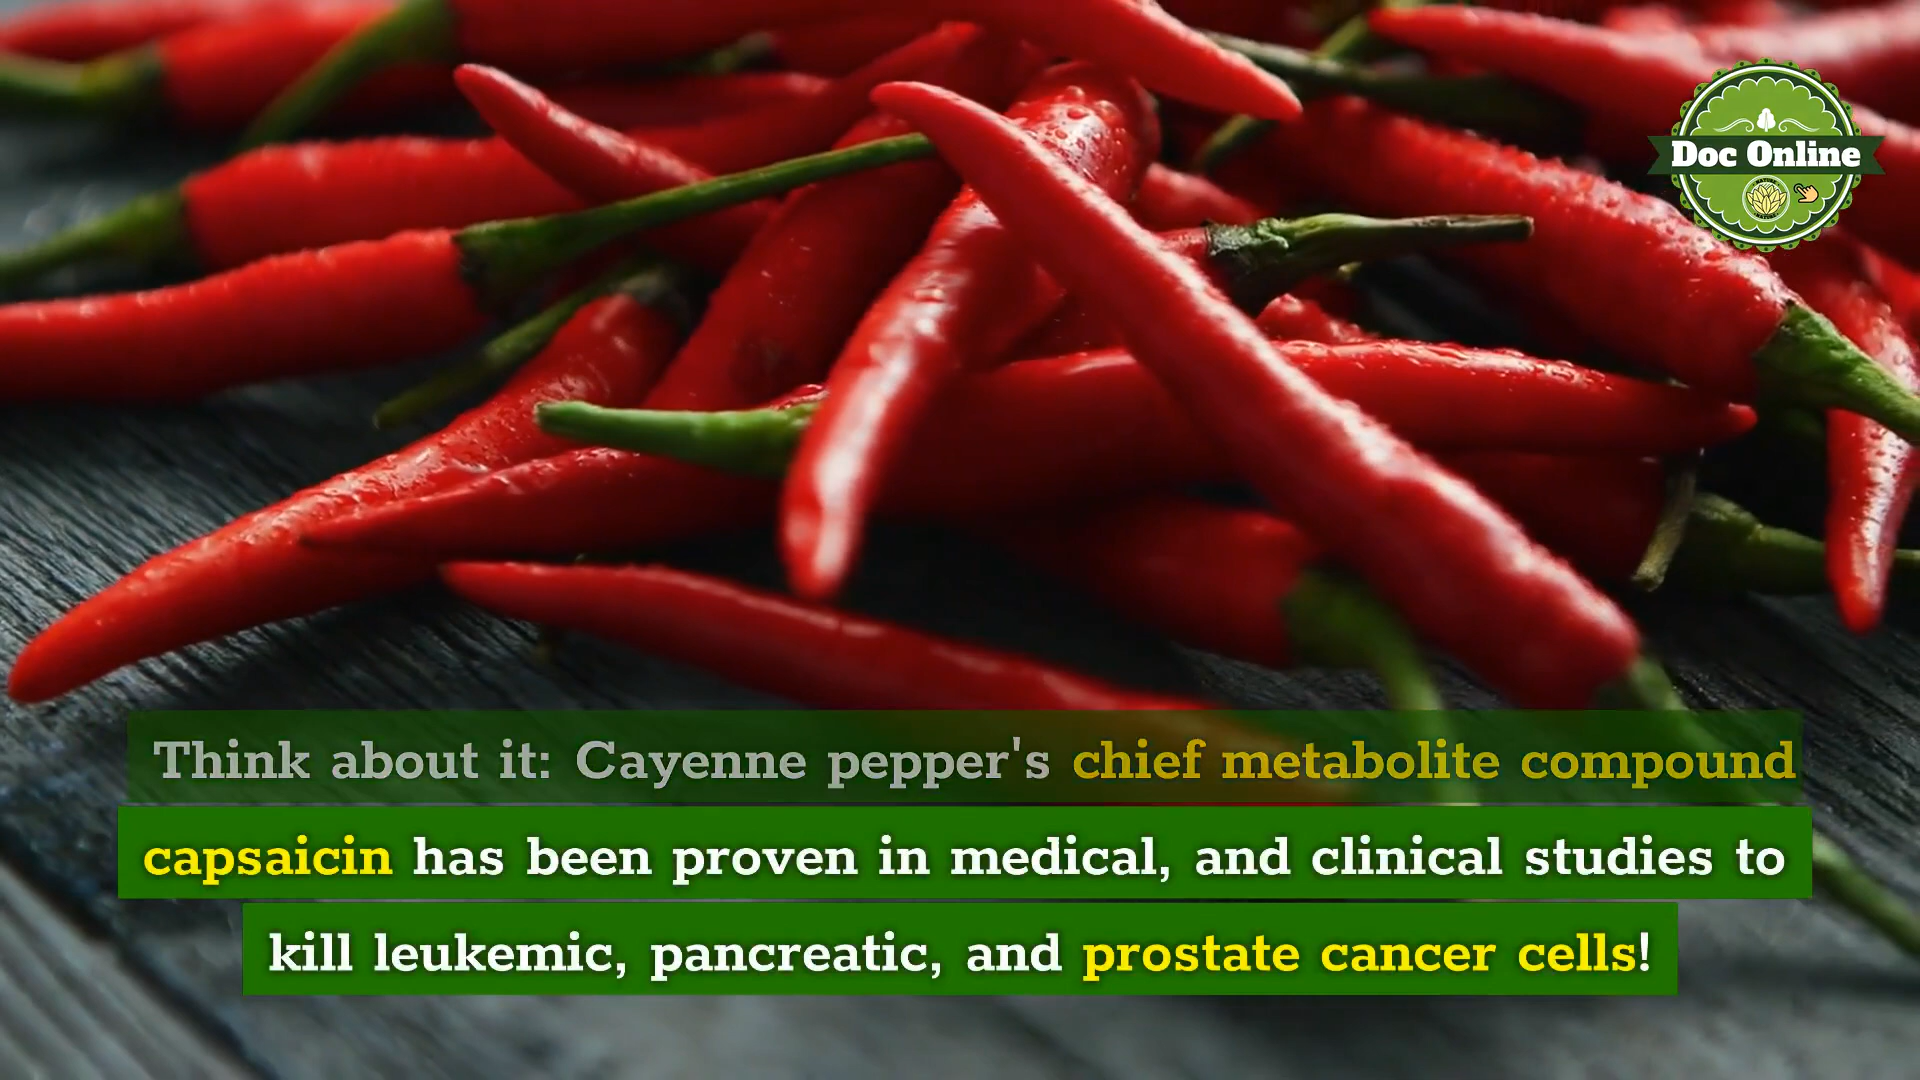 Doc Online
Think about it: Cayenne pepper's chief metabolite compound
capsaicin has been proven in medical, and clinical studies to
kill leukemic, pancreatic, and prostate cancer cells!